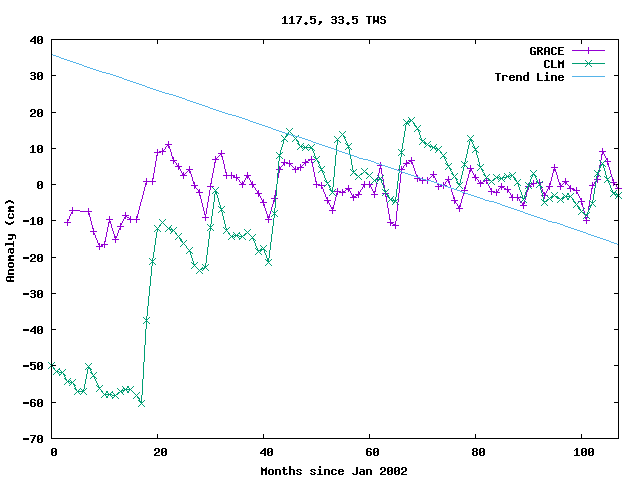 117.5, 33.5 TWS
GRACE
CLM
Trend Line
40
30
20
10
0
-10
-20
-30
-40
-50
-60
-70
Anomaly (cm)
0 20 40 60 80 100
Months since Jan 2002